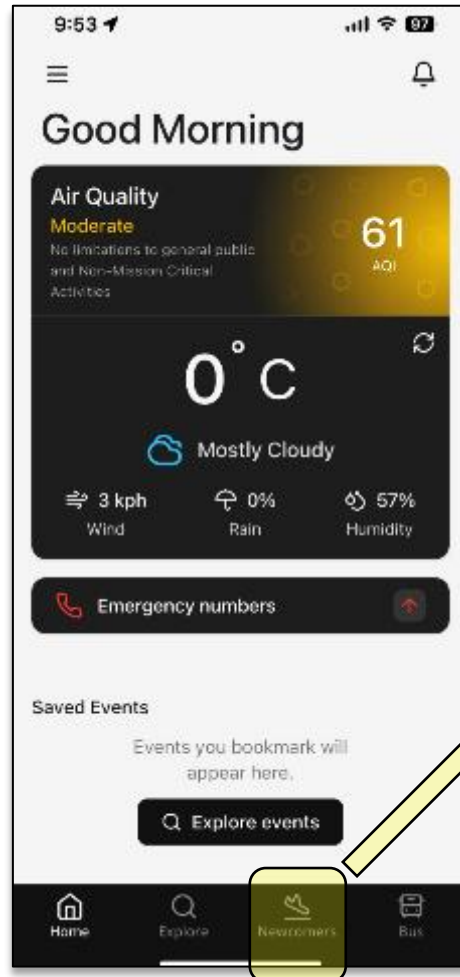 9:53
97
Good Morning
Air Quality
Moderate
No limitations to general public
and Non-Mission Critical
Activities
61
AQI
0°C
Mostly Cloudy
3 kph
0%
57%
Wind
Rain
Humidity
Emergency numbers
Saved Events
Events you bookmark will
appear here.
Explore events
Home
Explore
Newcomers
Bus